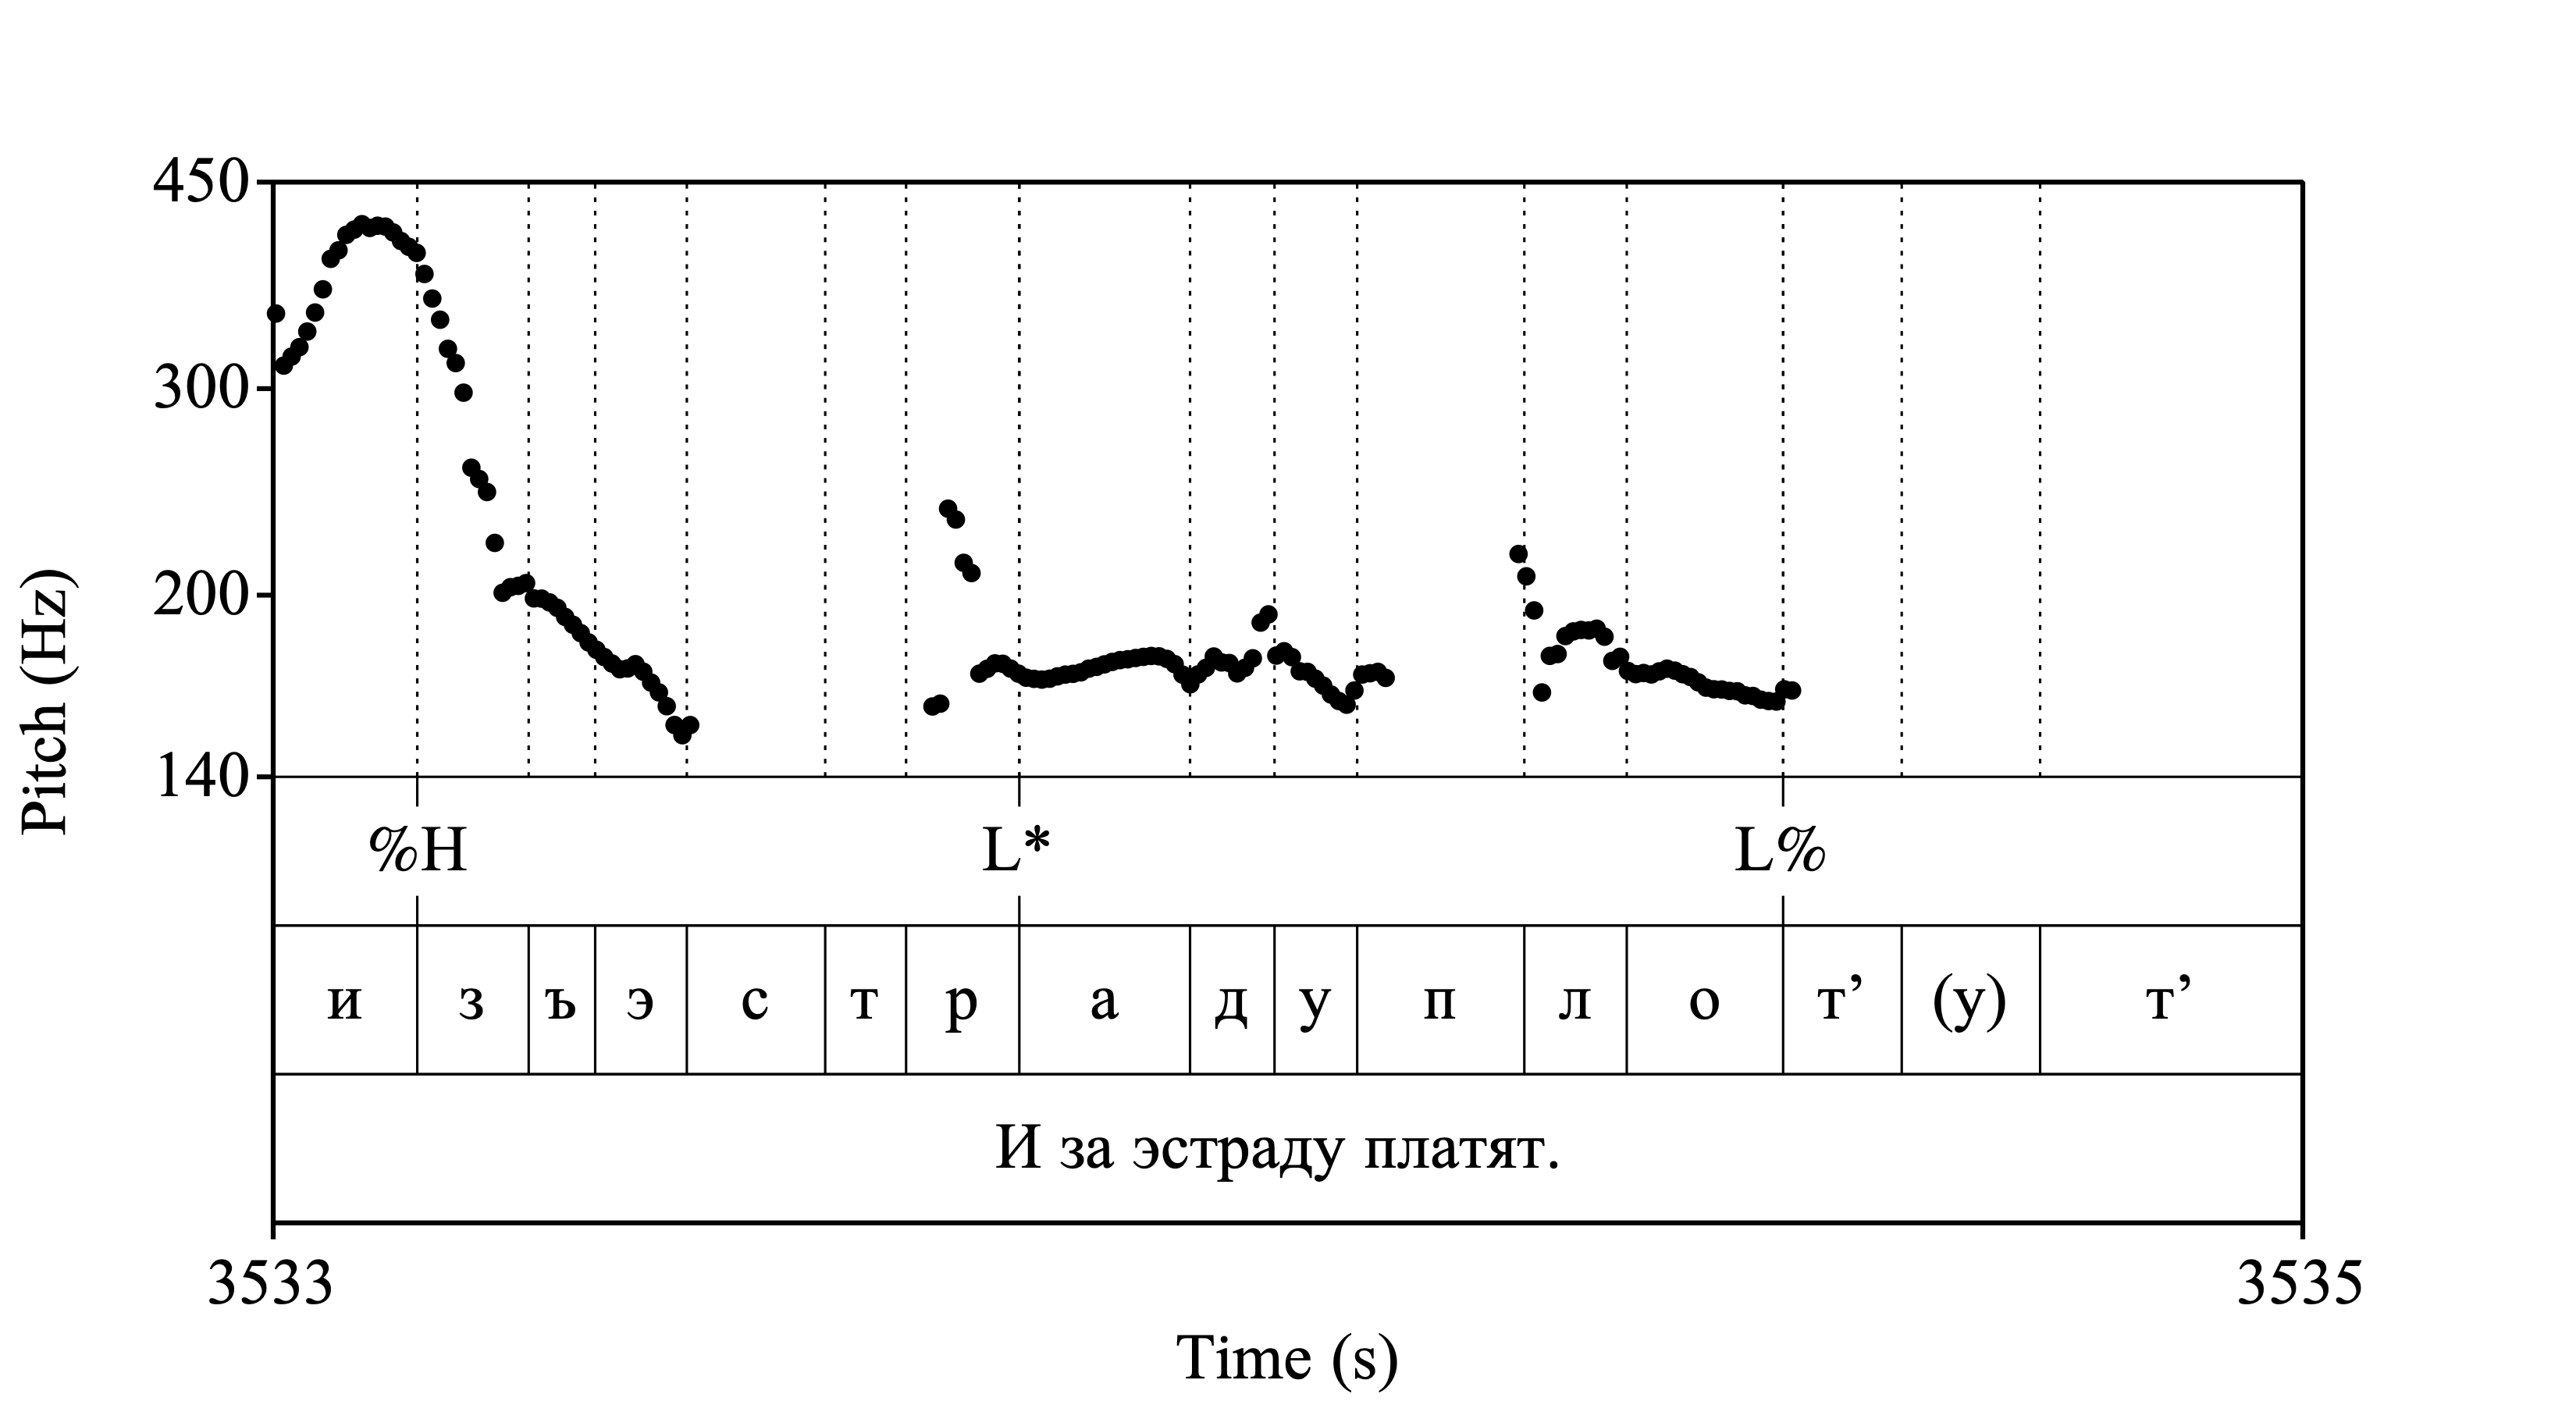 450
300
200
140
Pitch (Hz)
%H L* L%
и з ъ э с т р а д у п л о т’ (у) т’
И за эстраду платят.
3533 3535
Time (s)